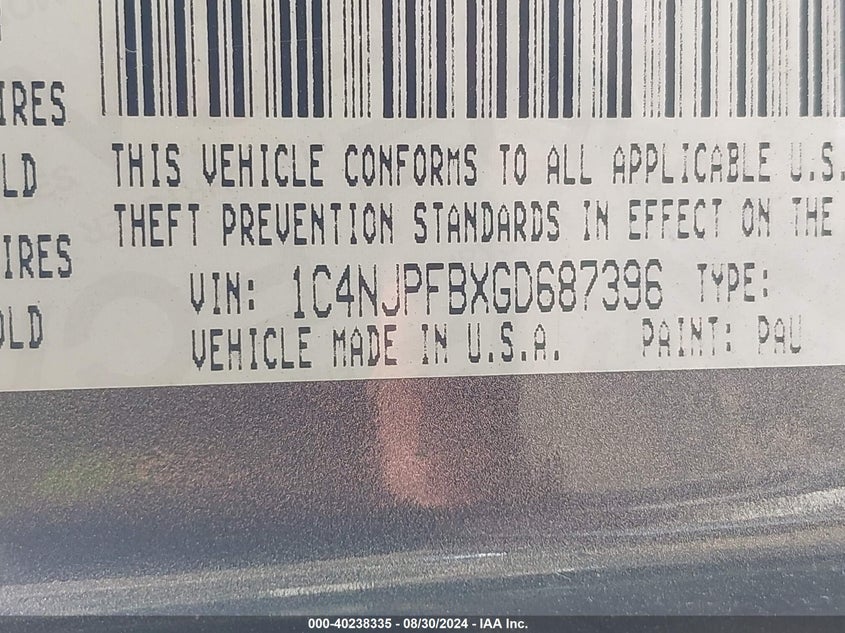 IRES
THIS VEHICLE CONFORMS TO ALL APPLICABLE U.S.
LD
THEFT PREVENTION STANDARDS IN EFFECT ON THE
IRES
VIN: 1C4NJPFBXGD687396 TYPE:
OLD
VEHICLE MADE IN U.S.A. PAINT: PAU
000-40238335 - 08/30/2024 - IAA Inc.